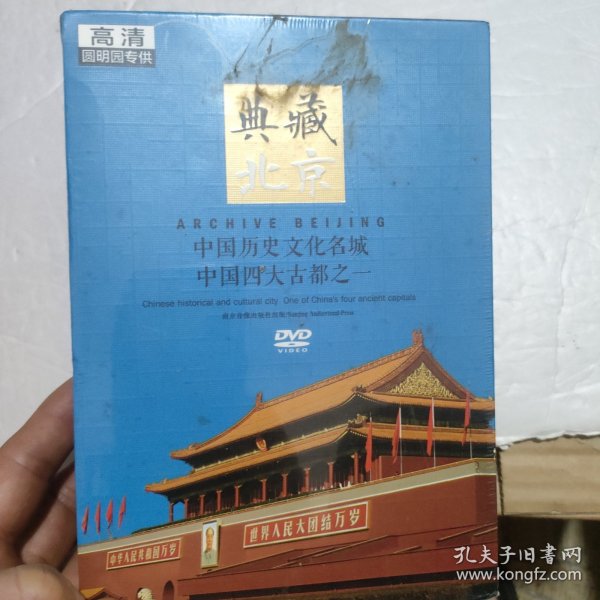 高清
圆明园专供
典藏
北京
ARCHIVE BEIJING
中国历史文化名城
中国四大古都之一
Chinese historical and cultural city. One of China's four ancient capitals
DVD
VIDEO
中华人民共和国万岁
世界人民大团结万岁
孔夫子旧书网
www.kongfz.com